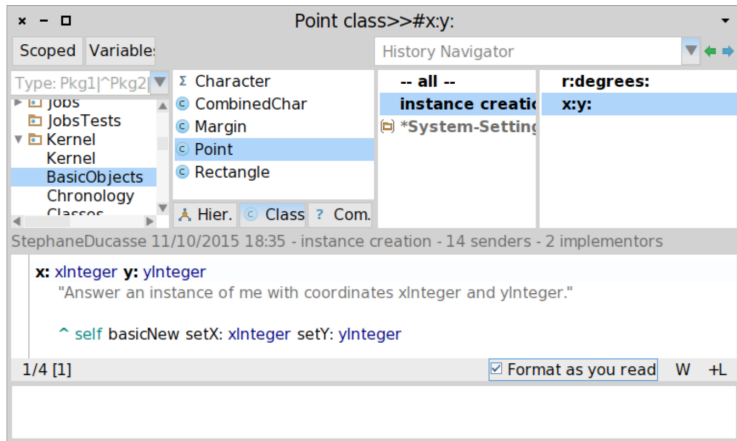 Point class>>#x:y:
Scoped Variable:
History Navigator
Type: Pkg1|^Pkg2|
Jobs
JobsTests
Kernel
Kernel
BasicObjects
Chronology
Classes
Σ Character
CombinedChar
Margin
Point
Rectangle
Hier. Class ? Com.
-- all --
instance creatio
*System-Setting
r:degrees:
x:y:
StephaneDucasse 11/10/2015 18:35 - instance creation - 14 senders - 2 implementors
x: xInteger y: yInteger
"Answer an instance of me with coordinates xInteger and yInteger."
^ self basicNew setX: xInteger setY: yInteger
1/4 [1]
Format as you read W +L